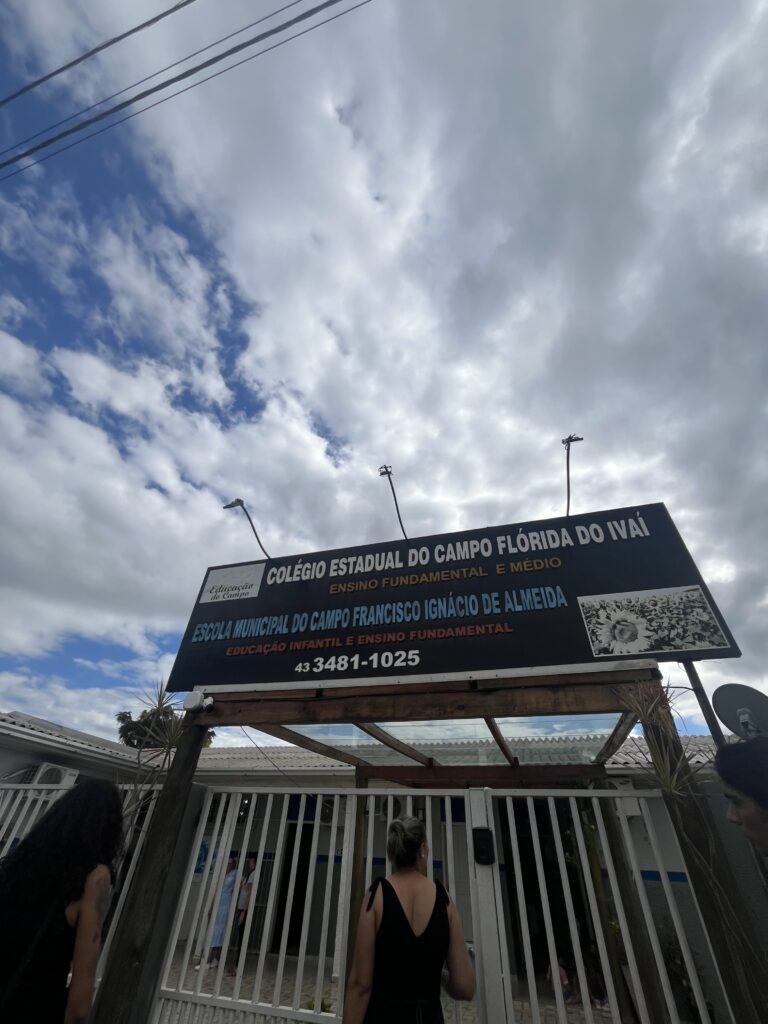 COLÉGIO ESTADUAL DO CAMPO FLÓRIDA DO IVAÍ
ENSINO FUNDAMENTAL E MÉDIO
Educação
do Campo
ESCOLA MUNICIPAL DO CAMPO FRANCISCO IGNÁCIO DE ALMEIDA
EDUCAÇÃO INFANTIL E ENSINO FUNDAMENTAL
43 3481-1025